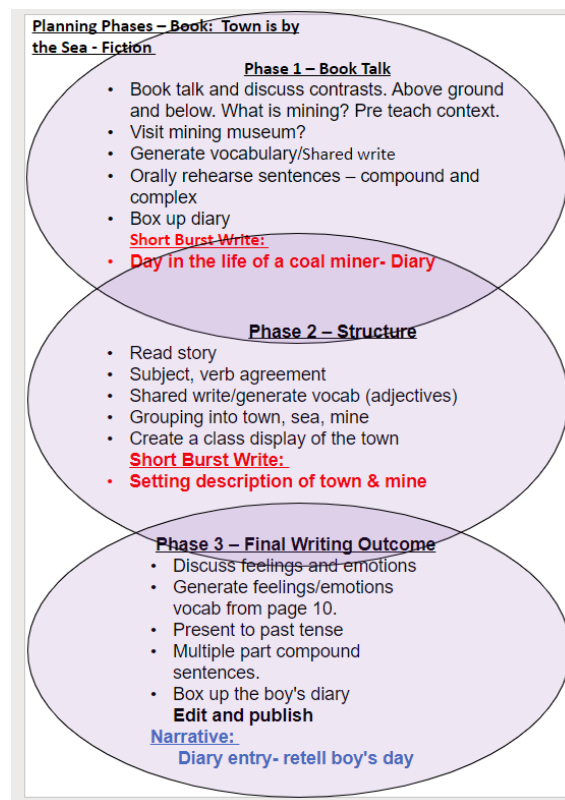 Planning Phases – Book:  Town is by
the Sea - Fiction
Phase 1 – Book Talk
• Book talk and discuss contrasts. Above ground
and below. What is mining? Pre teach context.
• Visit mining museum?
• Generate vocabulary/Shared write
• Orally rehearse sentences – compound and
complex
• Box up diary
Short Burst Write:
• Day in the life of a coal miner- Diary
Phase 2 – Structure
• Read story
• Subject, verb agreement
• Shared write/generate vocab (adjectives)
• Grouping into town, sea, mine
• Create a class display of the town
Short Burst Write:
• Setting description of town & mine
Phase 3 – Final Writing Outcome
• Discuss feelings and emotions
• Generate feelings/emotions
vocab from page 10.
• Present to past tense
• Multiple part compound
sentences.
• Box up the boy's diary
Edit and publish
Narrative:
Diary entry- retell boy's day